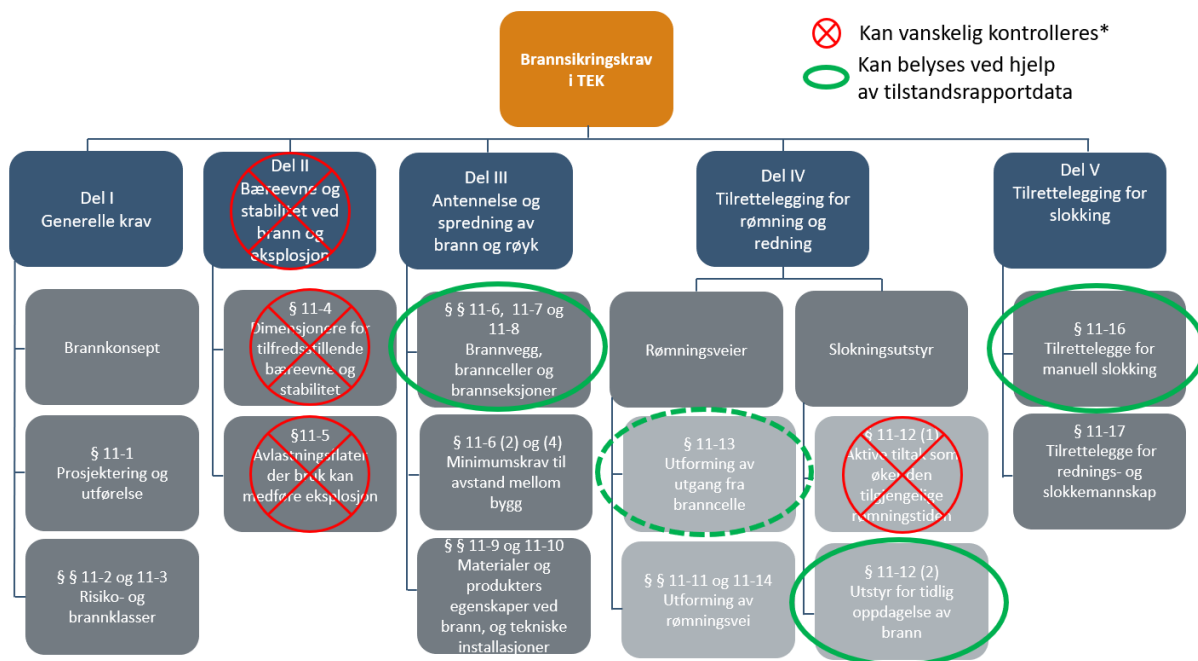 Brannsikringskrav
i TEK
Kan vanskelig kontrolleres*
Kan belyses ved hjelp
av tilstandsrapportdata
Del I
Generelle krav
Brannkonsept
§ 11-1
Prosjektering og
utførelse
§ § 11-2 og 11-3
Risiko- og
brannklasser
Del II
Bæreevne og
stabilitet ved
brann og
eksplosjon
§ 11-4
Dimensjonere for
tilfredsstillende
bæreevne og
stabilitet
§11-5
Avlastningsflater
der bruk kan
medføre eksplosjon
Del III
Antennelse og
spredning av
brann og røyk
§ § 11-6, 11-7 og
11-8
Brannvegg,
brannceller og
brannseksjoner
§ 11-6 (2) og (4)
Minimumskrav til
avstand mellom
bygg
§ § 11-9 og 11-10
Materialer og
produkters
egenskaper ved
brann, og tekniske
installasjoner
Del IV
Tilrettelegging for
rømning og
redning
Rømningsveier
§ 11-13
Utforming av
utgang fra
branncelle
§ § 11-11 og 11-14
Utforming av
rømningsvei
Slokningsutstyr
§ 11-12 (1)
Aktive tiltak som
øker den
tilgjengelige
rømningstiden
§ 11-12 (2)
Utstyr for tidlig
oppdagelse av
brann
Del V
Tilrettelegging for
slokking
§ 11-16
Tilrettelegge for
manuell slokking
§ 11-17
Tilrettelegge for
rednings- og
slokkemannskap